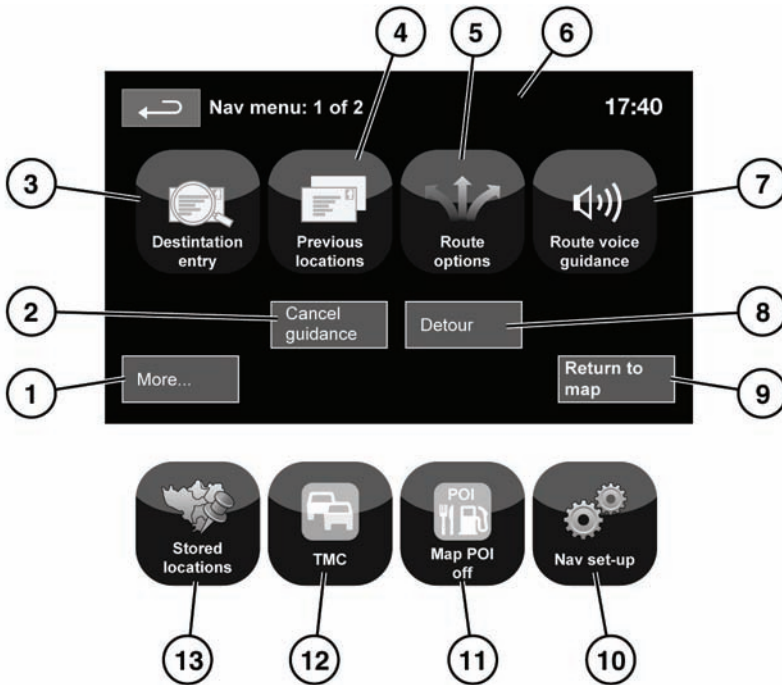 4
5
6
Nav menu: 1 of 2
17:40
3
7
Destintation
entry
Previous
locations
Route
options
Route voice
guidance
2
Cancel
guidance
Detour
8
1
More...
Return to
map
9
Stored
locations
TMC
POI
Map POI
off
Nav set-up
13
12
11
10